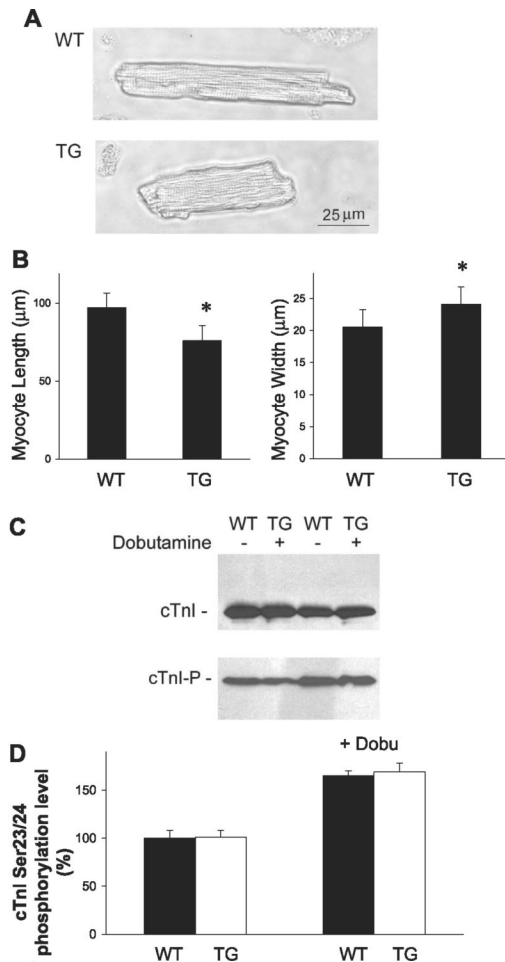 A
WT
TG
25 μm
B
Myocyte Length (μm)
100
50
0
*
WT TG
Myocyte Width (μm)
25
20
15
10
5
0
*
WT TG
C
WT TG WT TG
Dobutamine - + - +
cTnI -
cTnI-P -
D
+ Dobu
cTnI Ser23/24
phosphorylation level
(%)
150
100
50
0
WT TG WT TG